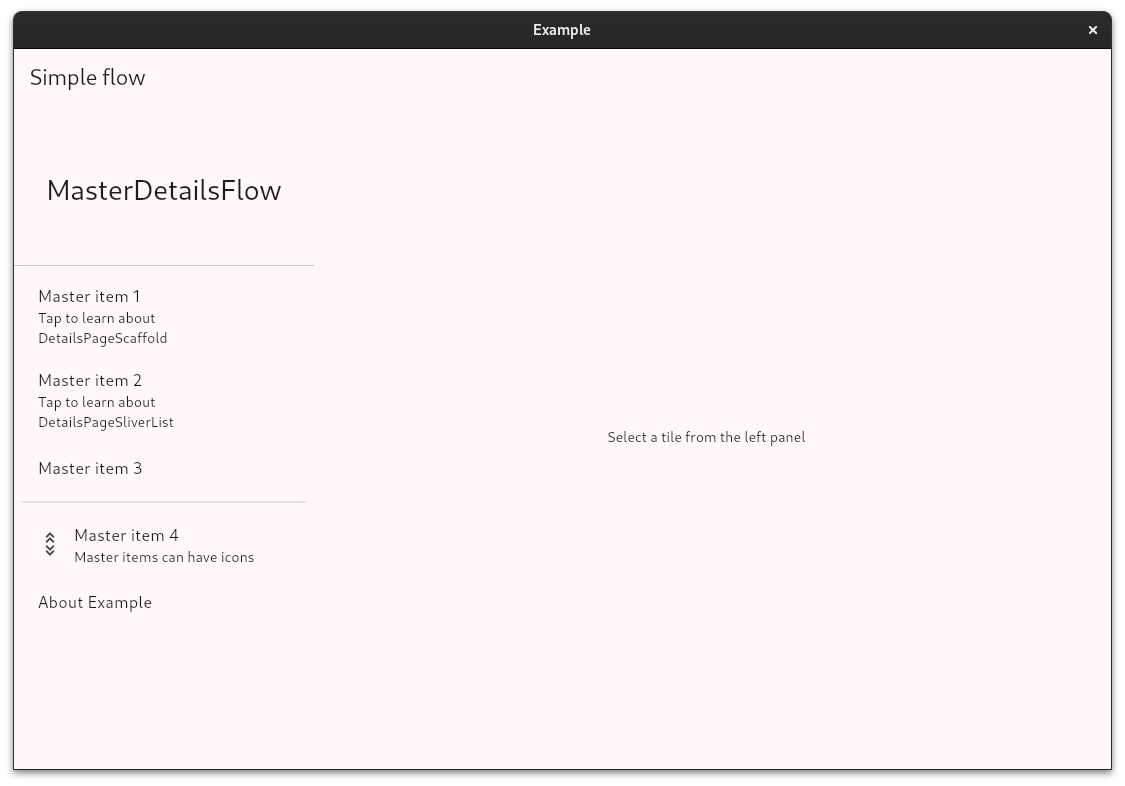 Example
Simple flow
MasterDetailsFlow
Master item 1
Tap to learn about
DetailsPageScaffold
Master item 2
Tap to learn about
DetailsPageSliverList
Master item 3
Master item 4
Master items can have icons
About Example
Select a tile from the left panel